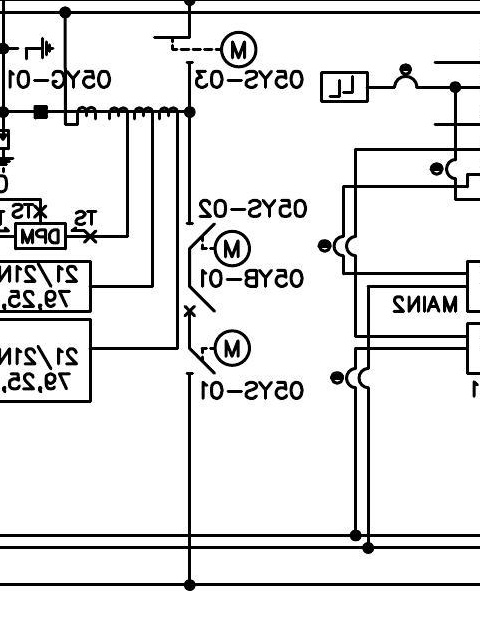 M
05YG-01
05YS-03
LL
05YS-02
TS
TS
DPM
M
05YB-01
21/21N
79,25,
MAIN2
M
21/21N
79,25,
05YS-01
1